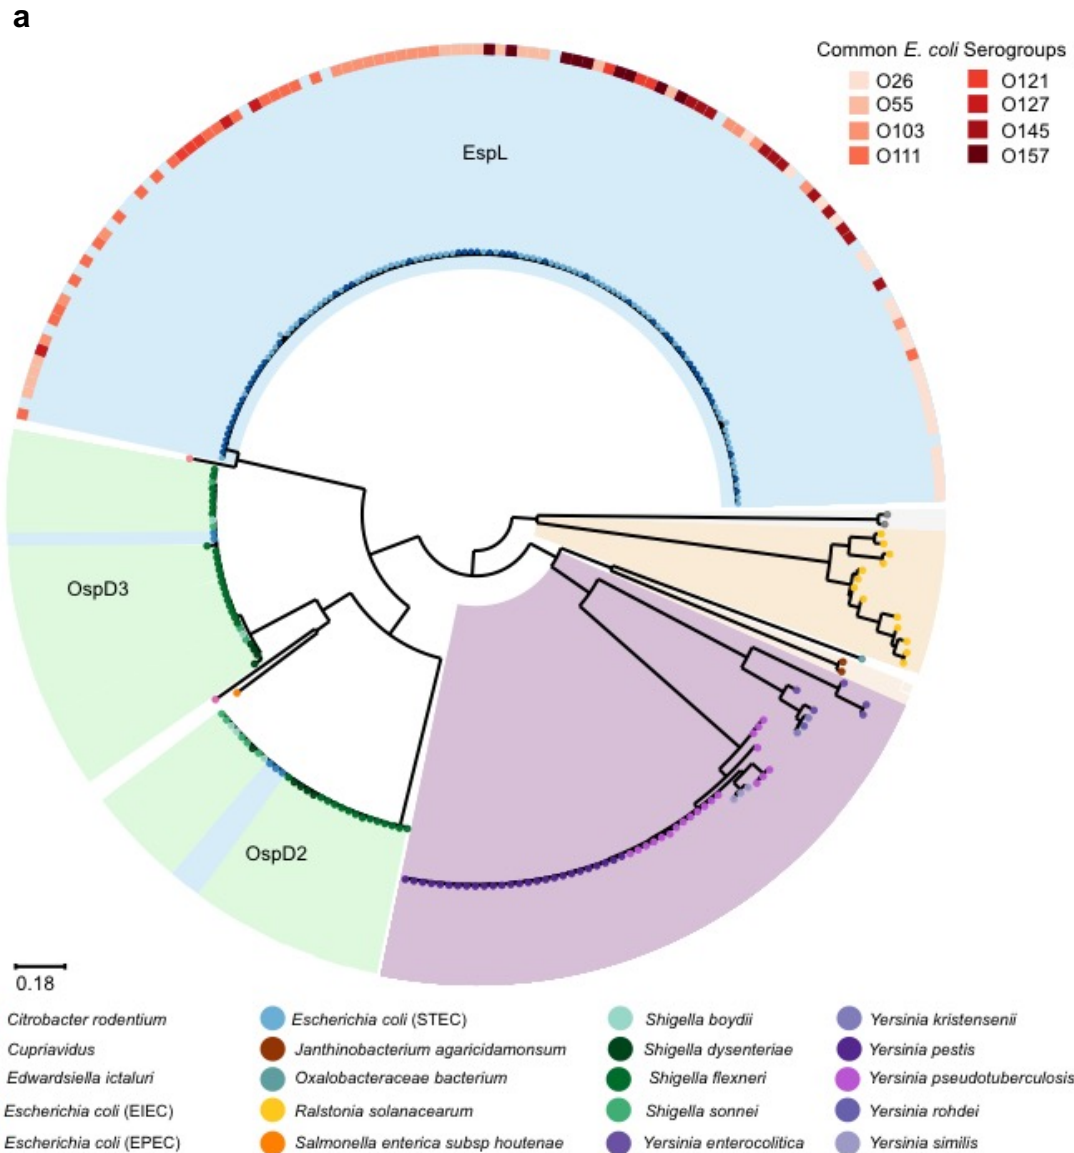 a
Common E. coli Serogroups
O26 O121
O55 O127
O103 O145
O111 O157
EspL
OspD3
OspD2
0.18
Citrobacter rodentium Escherichia coli (STEC) Shigella boydii Yersinia kristensenii
Cupriavidus Janthinobacterium agaricidamonsum Shigella dysenteriae Yersinia pestis
Edwardsiella ictaluri Oxalobacteraceae bacterium Shigella flexneri Yersinia pseudotuberculosis
Escherichia coli (EIEC) Ralstonia solanacearum Shigella sonnei Yersinia rohdei
Escherichia coli (EPEC) Salmonella enterica subsp houtenae Yersinia enterocolitica Yersinia similis